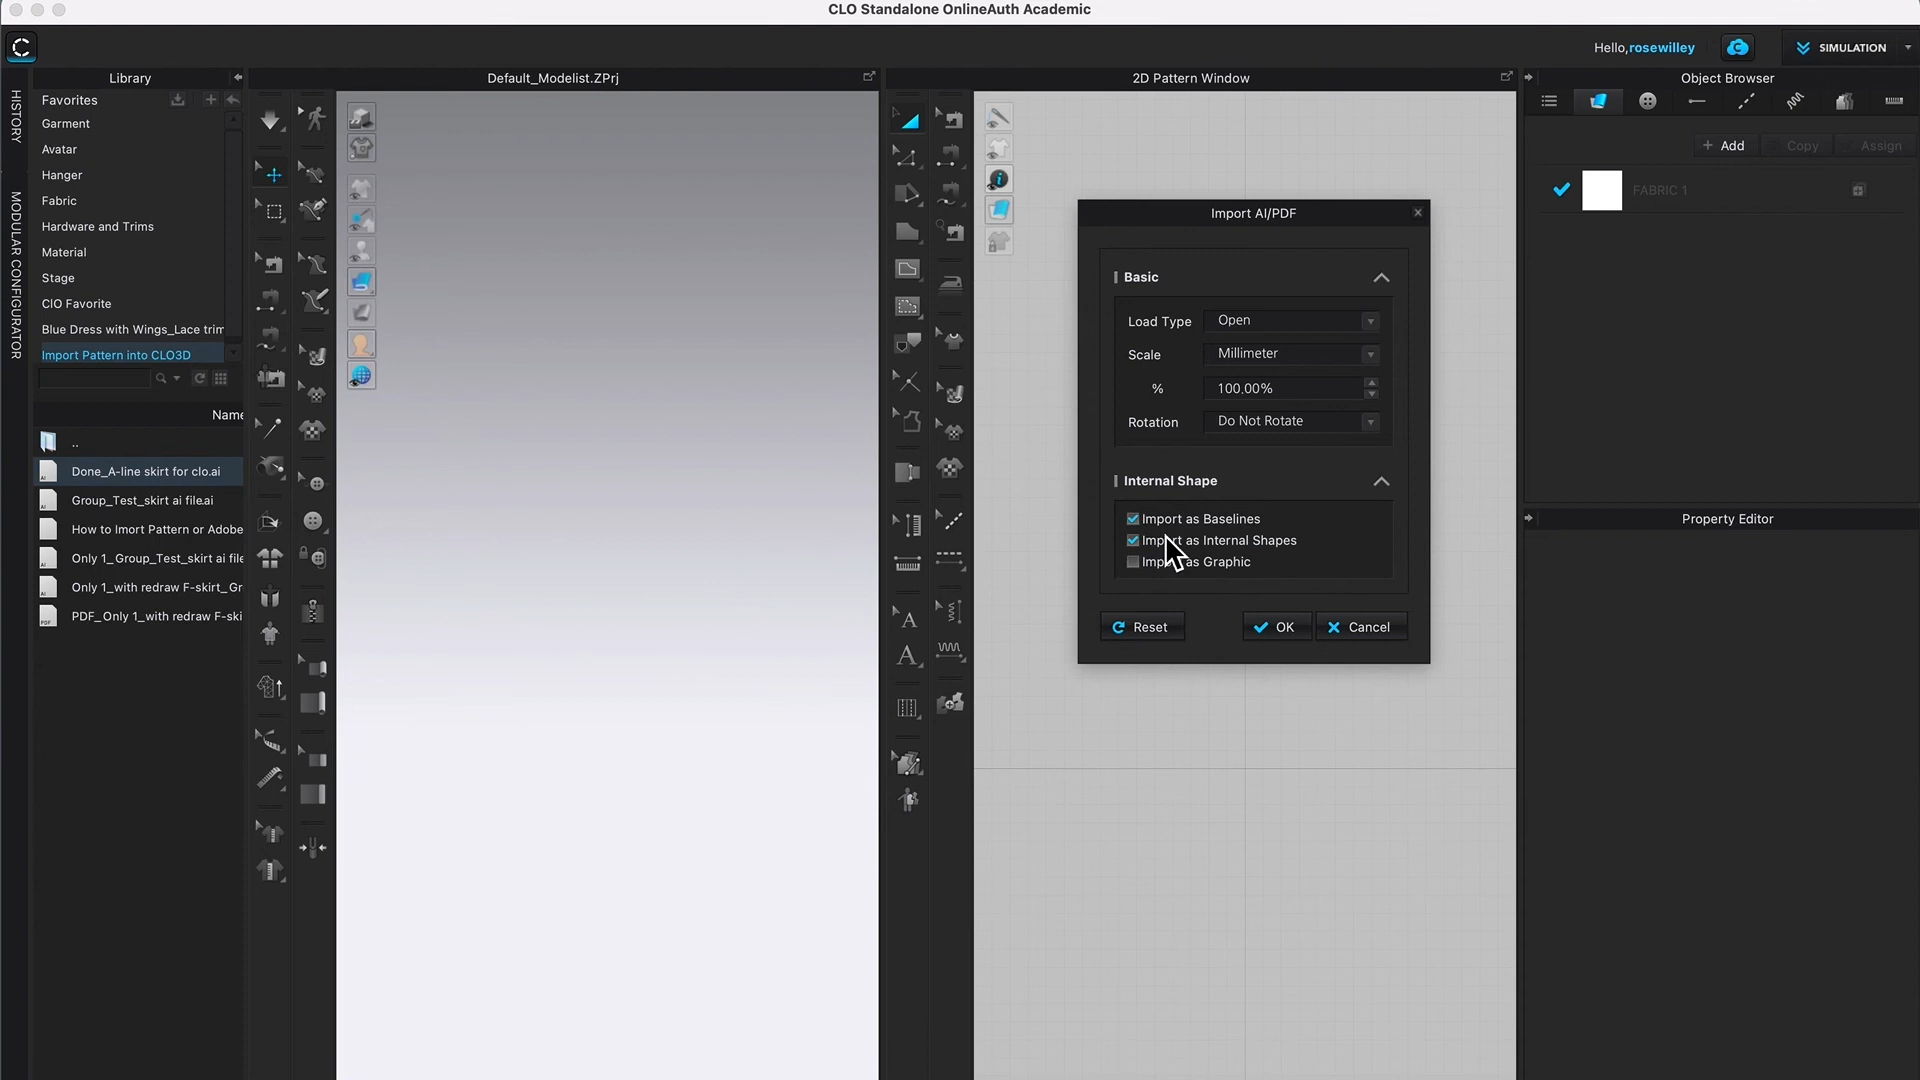 CLO Standalone OnlineAuth Academic
Hello,rosewilley
SIMULATION
HISTORY
MODULAR CONFIGURATOR
Library
Favorites
Garment
Avatar
Hanger
Fabric
Hardware and Trims
Material
Stage
ClO Favorite
Blue Dress with Wings_Lace trim
Import Pattern into CLO3D
Name
..
Done_A-line skirt for clo.ai
Group_Test_skirt ai file.ai
How to Imort Pattern or Adobe
Only 1_Group_Test_skirt ai file
Only 1_with redraw F-skirt_Gr
PDF_Only 1_with redraw F-ski
Default_Modelist.ZPrj
2D Pattern Window
Import AI/PDF
Basic
Load Type Open
Scale Millimeter
% 100.00%
Rotation Do Not Rotate
Internal Shape
Import as Baselines
Import as Internal Shapes
as Graphic
Reset OK Cancel
Object Browser
+ Add Copy Assign
FABRIC 1
Property Editor